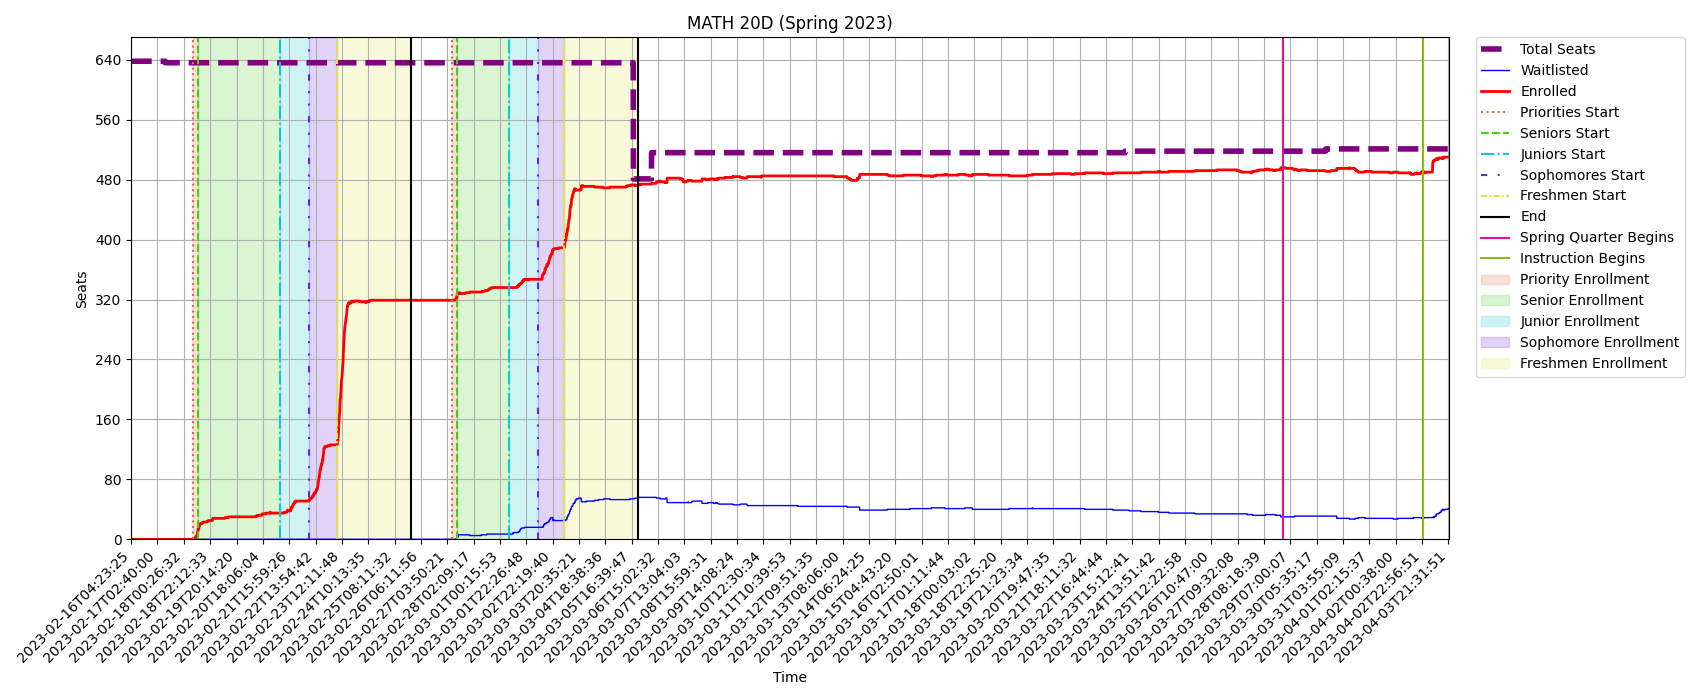 MATH 20D (Spring 2023)
Seats
640
560
480
400
320
240
160
80
0
2023-02-16T04:23:25
2023-02-17T02:40:00
2023-02-18T00:26:32
2023-02-18T22:12:33
2023-02-19T20:14:26
2023-02-20T18:06:04
2023-02-21T15:59:26
2023-02-22T13:54:42
2023-02-23T12:11:48
2023-02-24T10:13:35
2023-02-25T08:11:32
2023-02-26T06:11:56
2023-02-27T03:50:21
2023-02-28T02:09:17
2023-03-01T00:15:53
2023-03-01T22:26:48
2023-03-02T22:19:40
2023-03-03T20:35:21
2023-03-04T18:38:36
2023-03-05T16:39:47
2023-03-06T15:02:32
2023-03-07T13:04:03
2023-03-08T15:59:31
2023-03-09T14:08:24
2023-03-10T12:30:34
2023-03-11T10:39:53
2023-03-12T09:51:35
2023-03-13T08:06:00
2023-03-14T06:24:25
2023-03-15T04:43:20
2023-03-16T02:50:01
2023-03-17T01:11:44
2023-03-18T00:03:02
2023-03-18T22:25:20
2023-03-19T21:23:34
2023-03-20T19:47:35
2023-03-21T18:11:32
2023-03-22T16:44:44
2023-03-23T15:12:41
2023-03-24T13:51:42
2023-03-25T12:22:58
2023-03-26T10:47:00
2023-03-27T09:32:08
2023-03-28T08:18:39
2023-03-29T07:00:07
2023-03-30T05:35:17
2023-03-31T03:55:09
2023-04-01T02:15:37
2023-04-02T00:38:00
2023-04-02T22:56:51
2023-04-03T21:31:51
Time
Total Seats
Waitlisted
Enrolled
Priorities Start
Seniors Start
Juniors Start
Sophomores Start
Freshmen Start
End
Spring Quarter Begins
Instruction Begins
Priority Enrollment
Senior Enrollment
Junior Enrollment
Sophomore Enrollment
Freshmen Enrollment